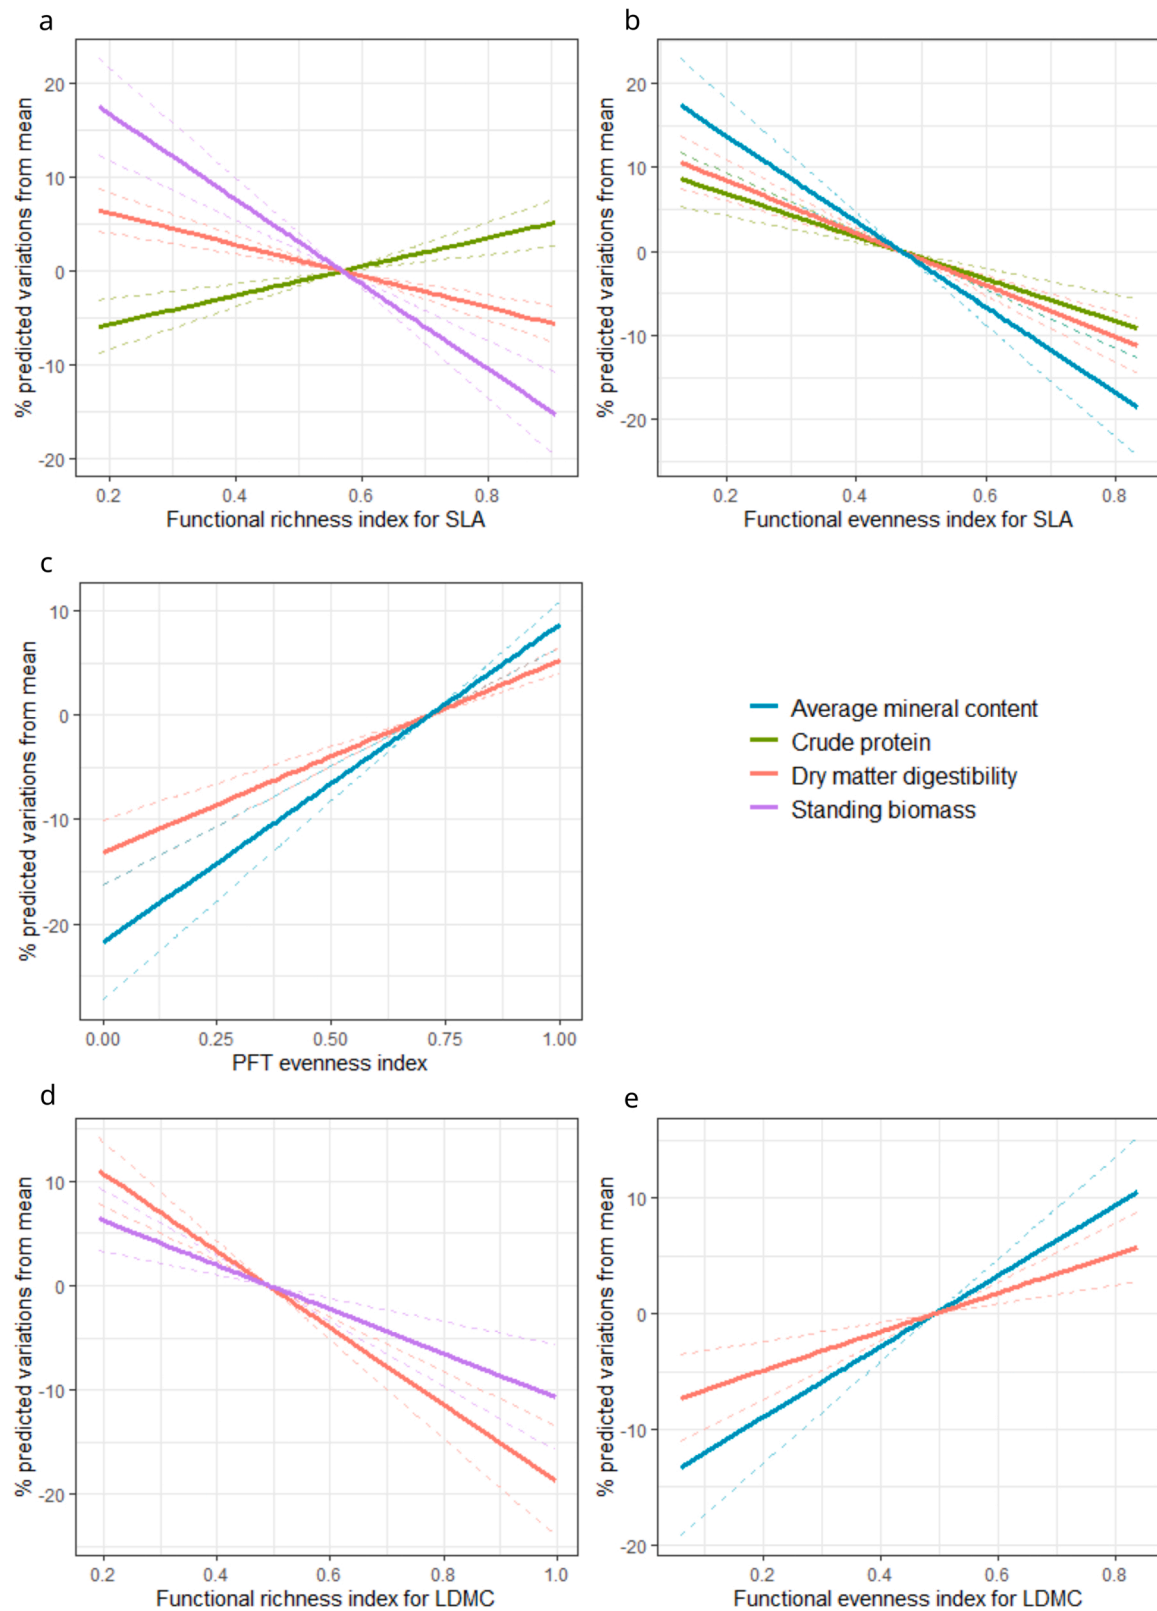 a
% predicted variations from mean
20
10
0
-10
-20
0.2 0.4 0.6 0.8
Functional richness index for SLA
b
% predicted variations from mean
20
10
0
-10
-20
0.2 0.4 0.6 0.8
Functional evenness index for SLA
c
% predicted variations from mean
10
0
-10
-20
0.00 0.25 0.50 0.75 1.00
PFT evenness index
Average mineral content
Crude protein
Dry matter digestibility
Standing biomass
d
% predicted variations from mean
10
0
-10
-20
0.2 0.4 0.6 0.8 1.0
Functional richness index for LDMC
e
% predicted variations from mean
10
0
-10
-20
0.2 0.4 0.6 0.8
Functional evenness index for LDMC